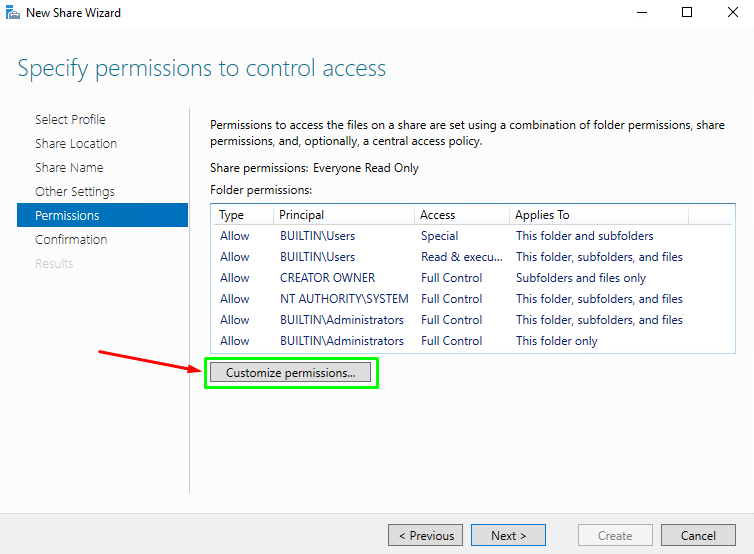 New Share Wizard
Specify permissions to control access
Select Profile
Share Location
Share Name
Other Settings
Permissions
Confirmation
Results
Permissions to access the files on a share are set using a combination of folder permissions, share
permissions, and, optionally, a central access policy.
Share permissions: Everyone Read Only
Folder permissions:
Type Principal Access Applies To
Allow BUILTIN\Users Special This folder and subfolders
Allow BUILTIN\Users Read & execu... This folder, subfolders, and files
Allow CREATOR OWNER Full Control Subfolders and files only
Allow NT AUTHORITY\SYSTEM Full Control This folder, subfolders, and files
Allow BUILTIN\Administrators Full Control This folder, subfolders, and files
Allow BUILTIN\Administrators Full Control This folder only
Customize permissions...
< Previous Next > Create Cancel